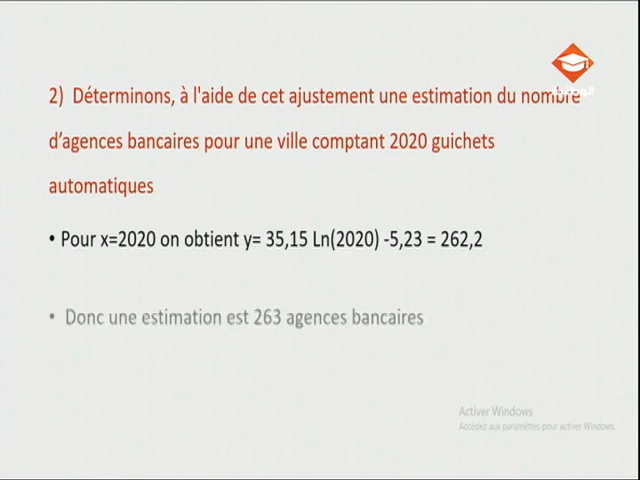 2) Déterminons, à l'aide de cet ajustement une estimation du nombre
d'agences bancaires pour une ville comptant 2020 guichets
automatiques
• Pour x=2020 on obtient y= 35,15 Ln(2020) -5,23 = 262,2
• Donc une estimation est 263 agences bancaires
Activer Windows
Accédez aux paramètres pour activer Windows.